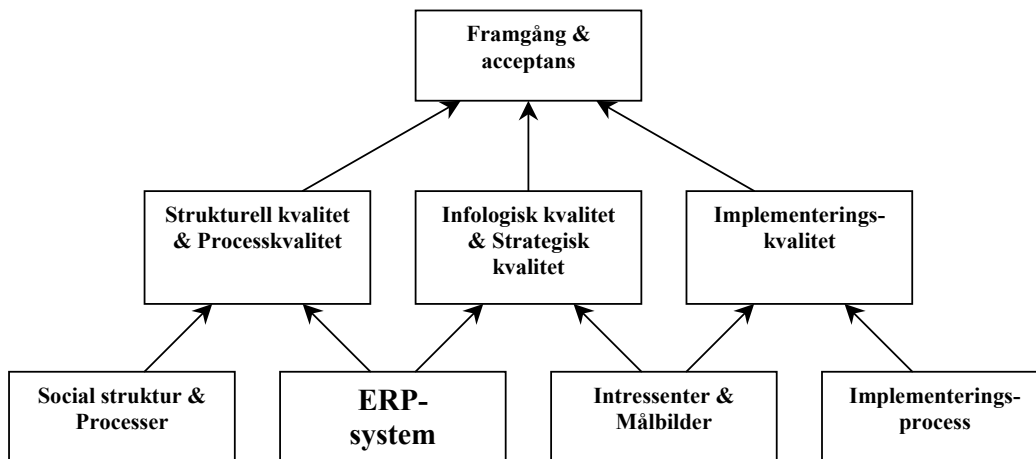 Framgång &
acceptans
Strukturell kvalitet
& Processkvalitet
Infologisk kvalitet
& Strategisk
kvalitet
Implementerings-
kvalitet
Social struktur &
Processer
ERP-
system
Intressenter &
Målbilder
Implementerings-
process